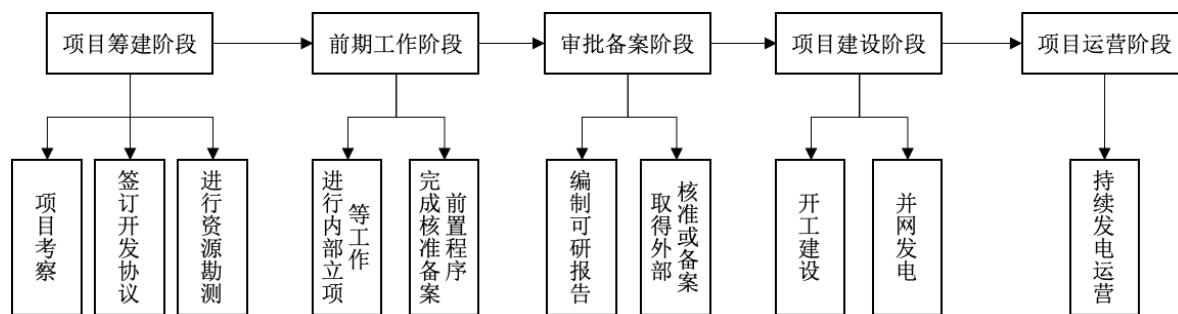 项目筹建阶段
前期工作阶段
审批备案阶段
项目建设阶段
项目运营阶段
项目考察
签订开发协议
进行资源勘测
进行内部立项
等工作
完成核准备案
前置程序
编制可研报告
取得外部
核准或备案
开工建设
并网发电
持续发电运营